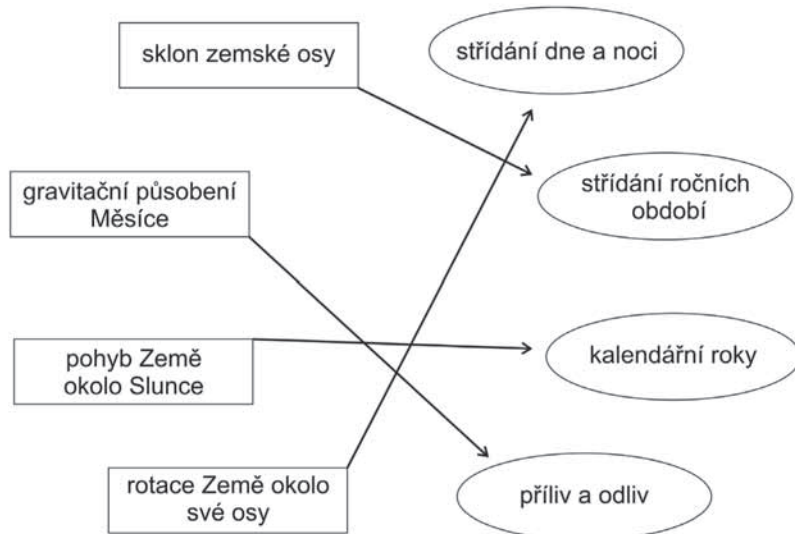 sklon zemské osy
střídání dne a noci
gravitační působení
Měsíce
střídání ročních
období
pohyb Země
okolo Slunce
kalendářní roky
rotace Země okolo
své osy
příliv a odliv